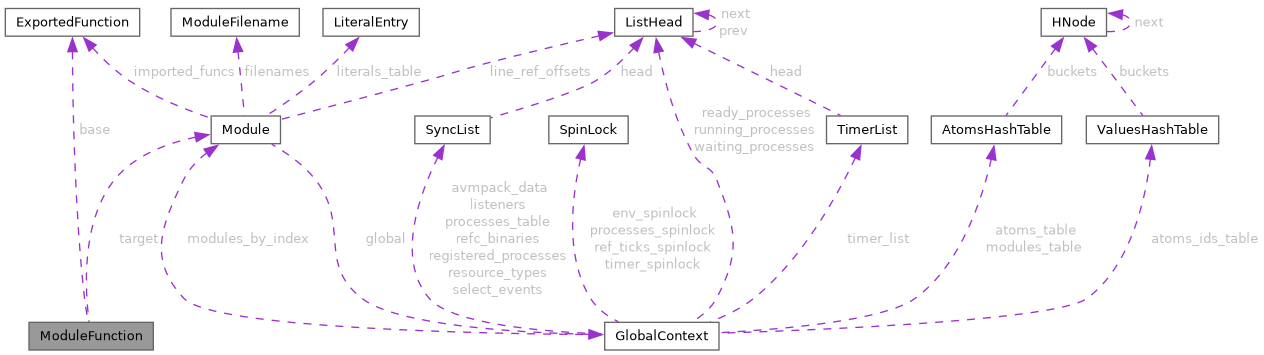 ExportedFunction
ModuleFilename
LiteralEntry
ListHead
next
prev
HNode
next
imported_funcs
filenames
literals_table
line_ref_offsets
head
head
buckets
buckets
base
Module
SyncList
SpinLock
ready_processes
running_processes
waiting_processes
TimerList
AtomsHashTable
ValuesHashTable
target
modules_by_index
global
avmpack_data
listeners
processes_table
refc_binaries
registered_processes
resource_types
select_events
env_spinlock
processes_spinlock
ref_ticks_spinlock
timer_spinlock
timer_list
atoms_table
modules_table
atoms_ids_table
ModuleFunction
GlobalContext